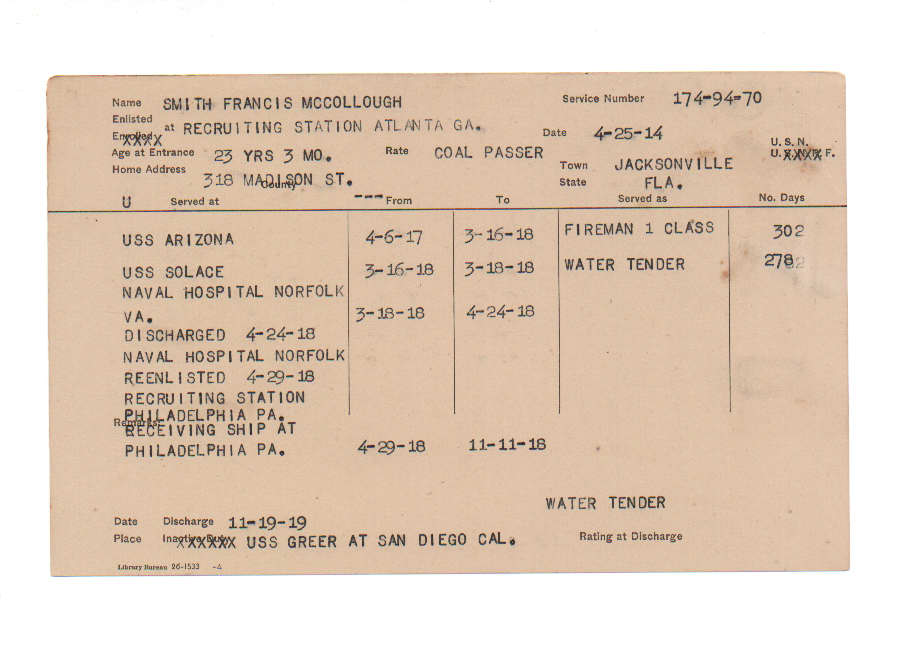 Name SMITH FRANCIS MCCOLLOUGH Service Number 174-94-70
Enlisted
Enrolled at RECRUITING STATION ATLANTA GA. Date 4-25-14 U.S.N.
Age at Entrance 23 YRS 3 MO. Rate COAL PASSER U.XXXX F.
Home Address 318 MADISON ST. County Town JACKSONVILLE
State FLA.
U Served at --- From To Served as No. Days
USS ARIZONA 4-6-17 3-16-18 FIREMAN 1 CLASS 302
USS SOLACE 3-16-18 3-18-18 WATER TENDER 278
NAVAL HOSPITAL NORFOLK
VA. 3-18-18 4-24-18
DISCHARGED 4-24-18
NAVAL HOSPITAL NORFOLK
REENLISTED 4-29-18
RECRUITING STATION
PHILADELPHIA PA.
Remarks:
RECEIVING SHIP AT
PHILADELPHIA PA. 4-29-18 11-11-18
WATER TENDER
Date Discharge 11-19-19
Place Inactive Duty XXXXXX USS GREER AT SAN DIEGO CAL. Rating at Discharge
Library Bureau 26-1533 -A